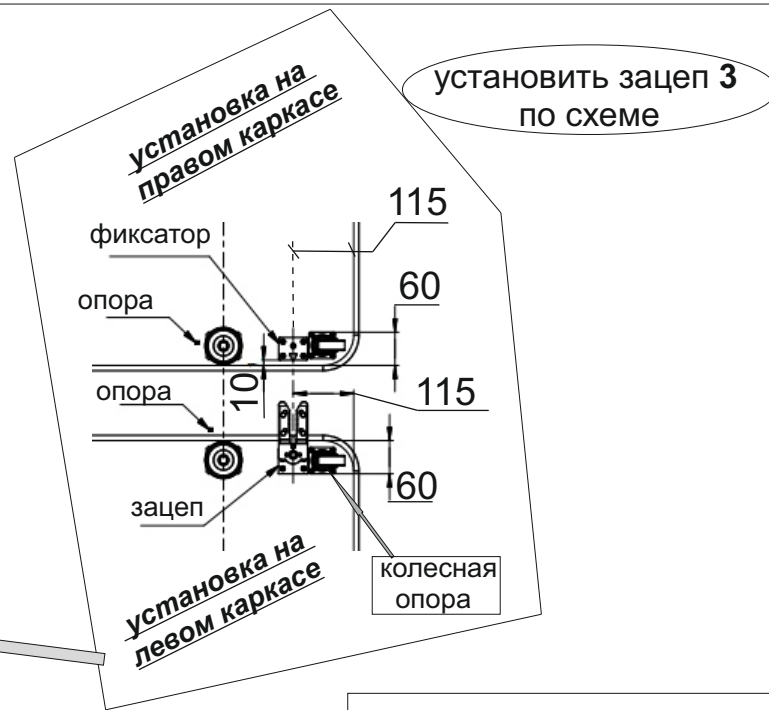 установить зацеп 3
по схеме
установка на
правом каркасе
115
фиксатор
60
опора
10
115
опора
60
зацеп
установка на
левом каркасе
колесная
опора